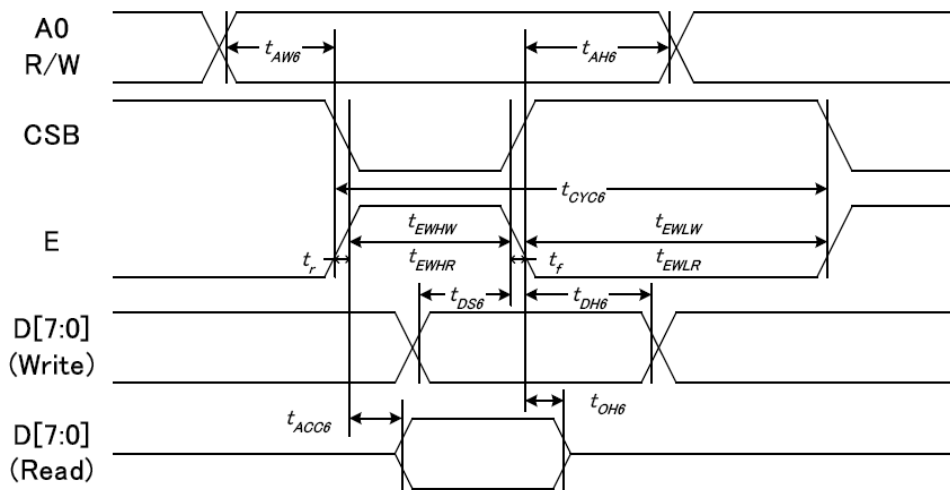 A0
R/W
tAW6
tAH6
CSB
tCYC6
E
tEWHW
tEWLW
tr
tEWHR
tf
tEWLR
tDS6
tDH6
D[7:0]
(Write)
tACC6
tOH6
D[7:0]
(Read)